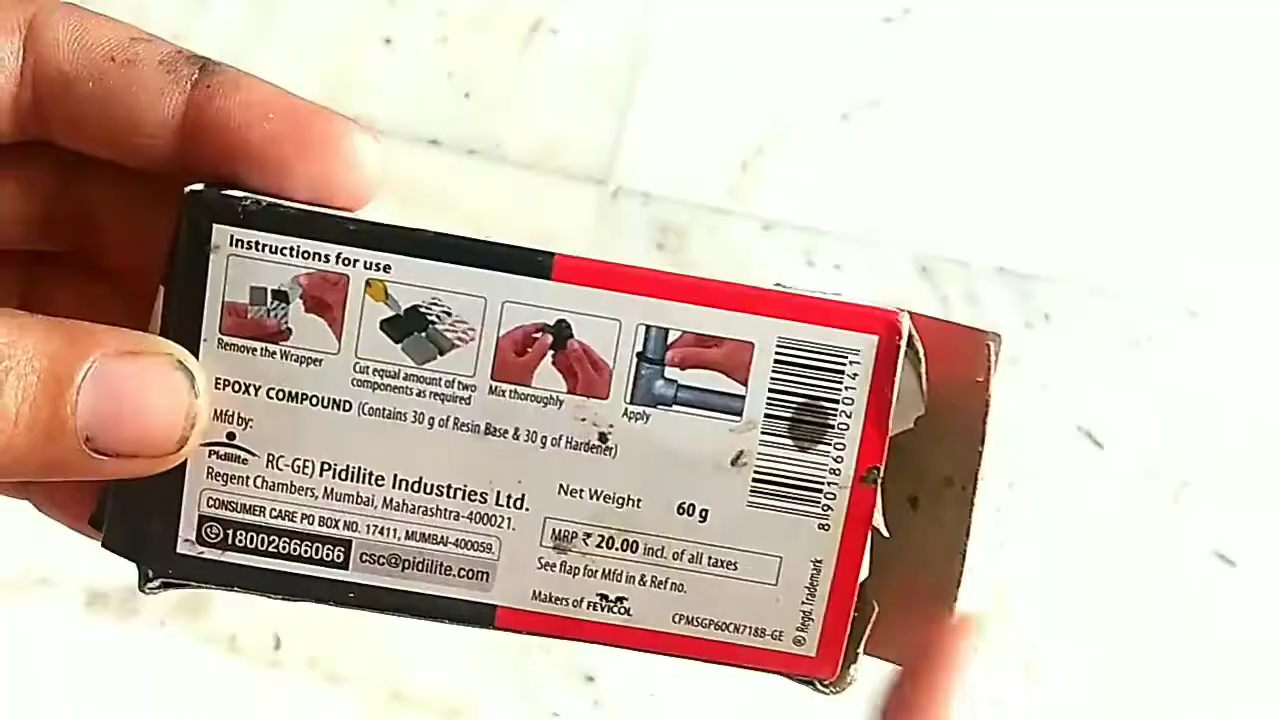 Instructions for use
Remove the Wrapper
Cut equal amount of two
components as required
Mix thoroughly
Apply
EPOXY COMPOUND (Contains 30 g of Resin Base & 30 g of Hardener)
Mfd by:
Pidilite
RC-GE) Pidilite Industries Ltd.
Regent Chambers, Mumbai, Maharashtra-400021.
CONSUMER CARE PO BOX NO. 17411, MUMBAI-400059.
18002666066
csc@pidilite.com
Net Weight 60 g
MRP ₹ 20.00 incl. of all taxes
See flap for Mfd in & Ref no.
Makers of FEVICOL
CPMSGP60CN718B-GE
® Regd. Trademark
8 901860 020141